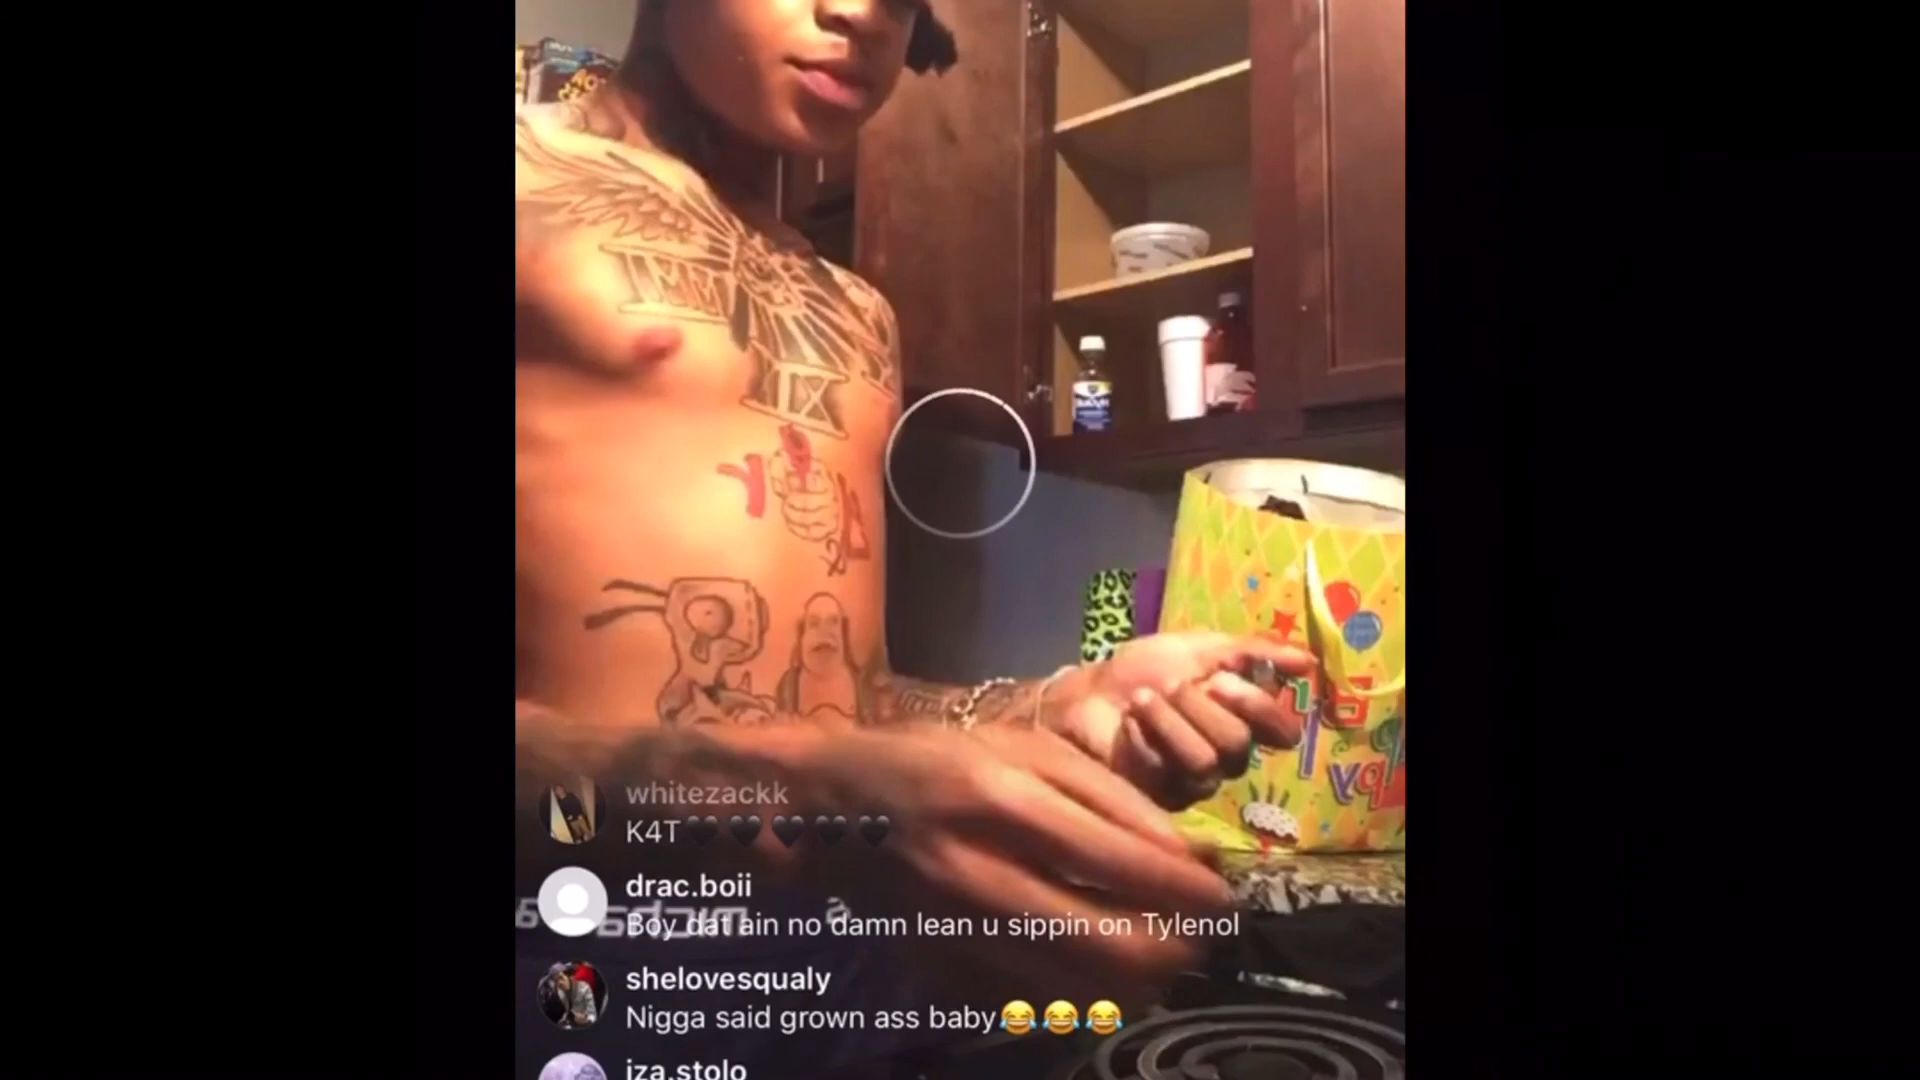 IX
whitezackk
K4T🖤🖤🖤🖤🖤
drac.boii
Boy dat ain no damn lean u sippin on Tylenol
shelovesqualy
Nigga said grown ass baby😂😂😂
iza.stolo